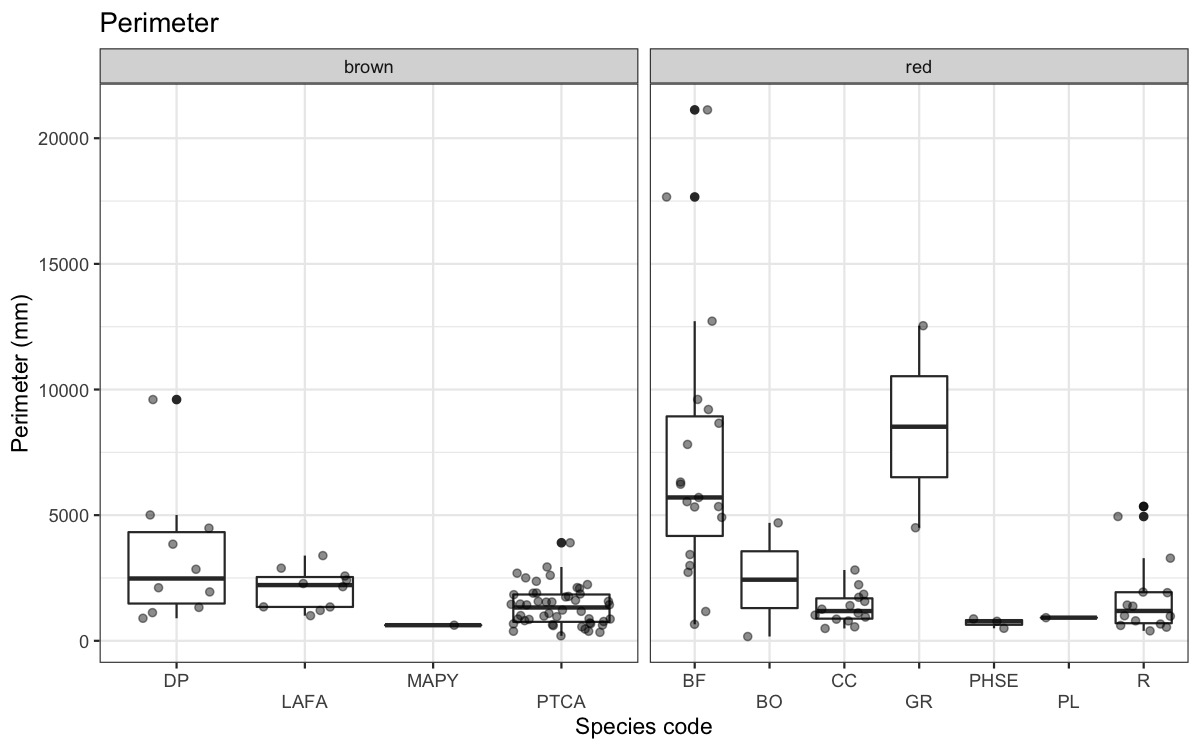 Perimeter
brown
red
20000
15000
10000
5000
0
Perimeter (mm)
DP
LAFA
MAPY
PTCA
BF
BO
CC
GR
PHSE
PL
R
Species code